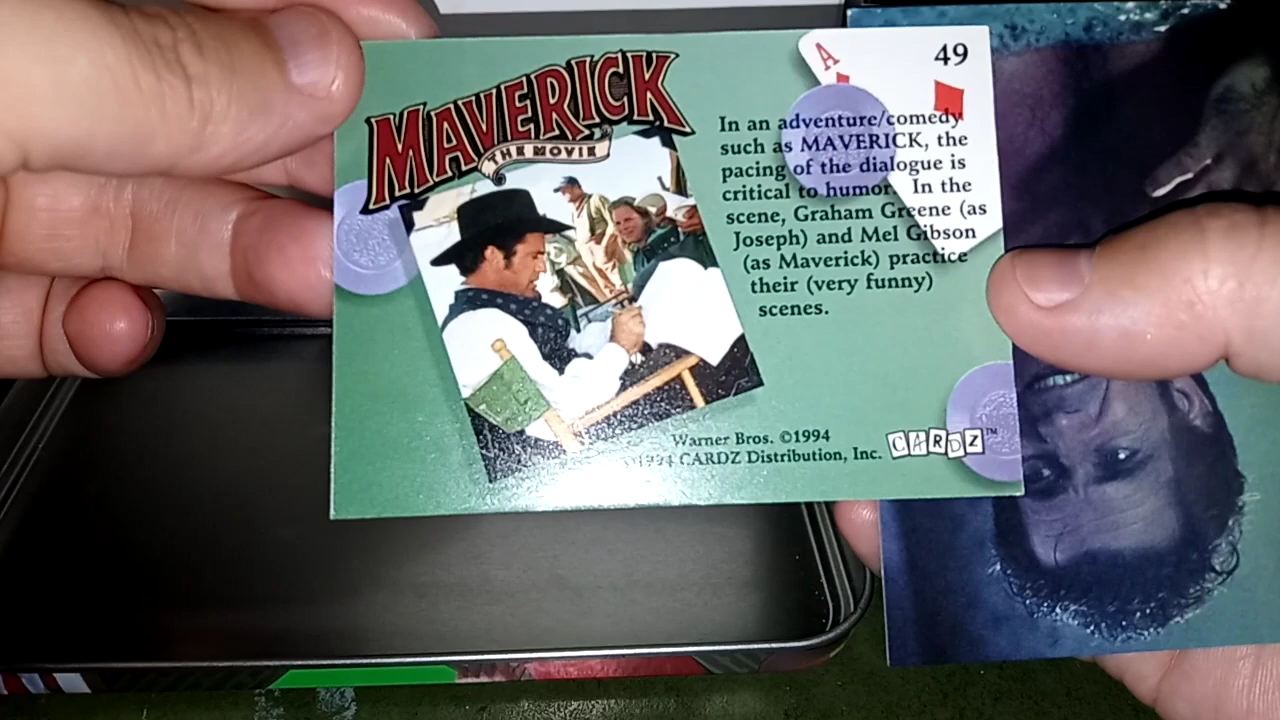 MAVERICK
THE MOVIE
A
49
In an adventure/comedy
such as MAVERICK, the
pacing of the dialogue is
critical to humor. In the
scene, Graham Greene (as
Joseph) and Mel Gibson
(as Maverick) practice
their (very funny)
scenes.
Warner Bros. ©1994
©1994 CARDZ Distribution, Inc.
CARDZ™